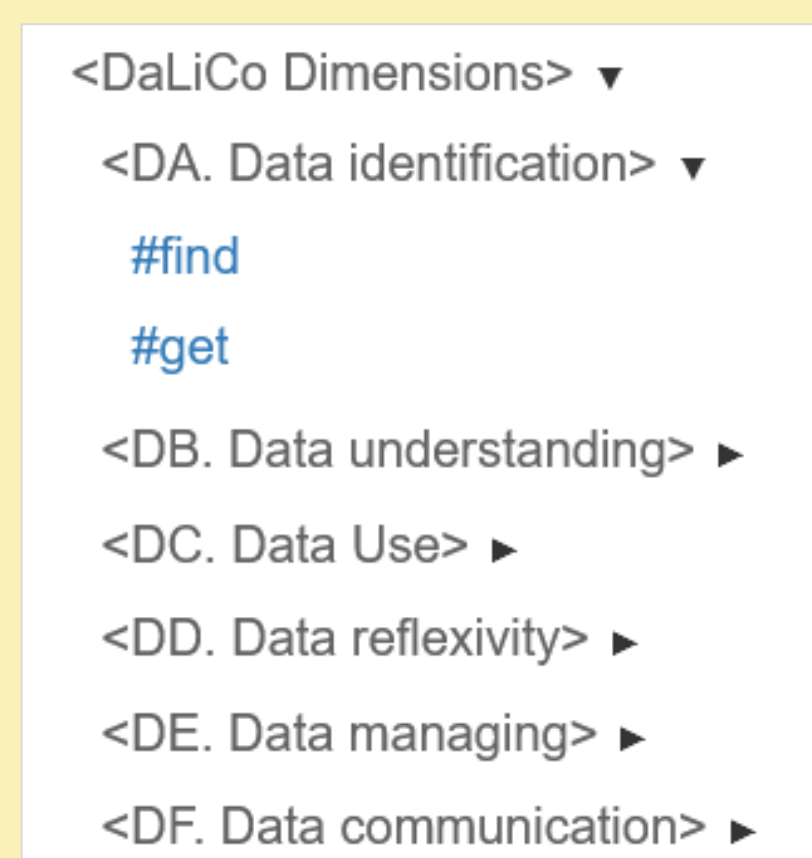 <DaLiCo Dimensions> ▼
<DA. Data identification> ▼
#find
#get
<DB. Data understanding> ►
<DC. Data Use> ►
<DD. Data reflexivity> ►
<DE. Data managing> ►
<DF. Data communication> ►